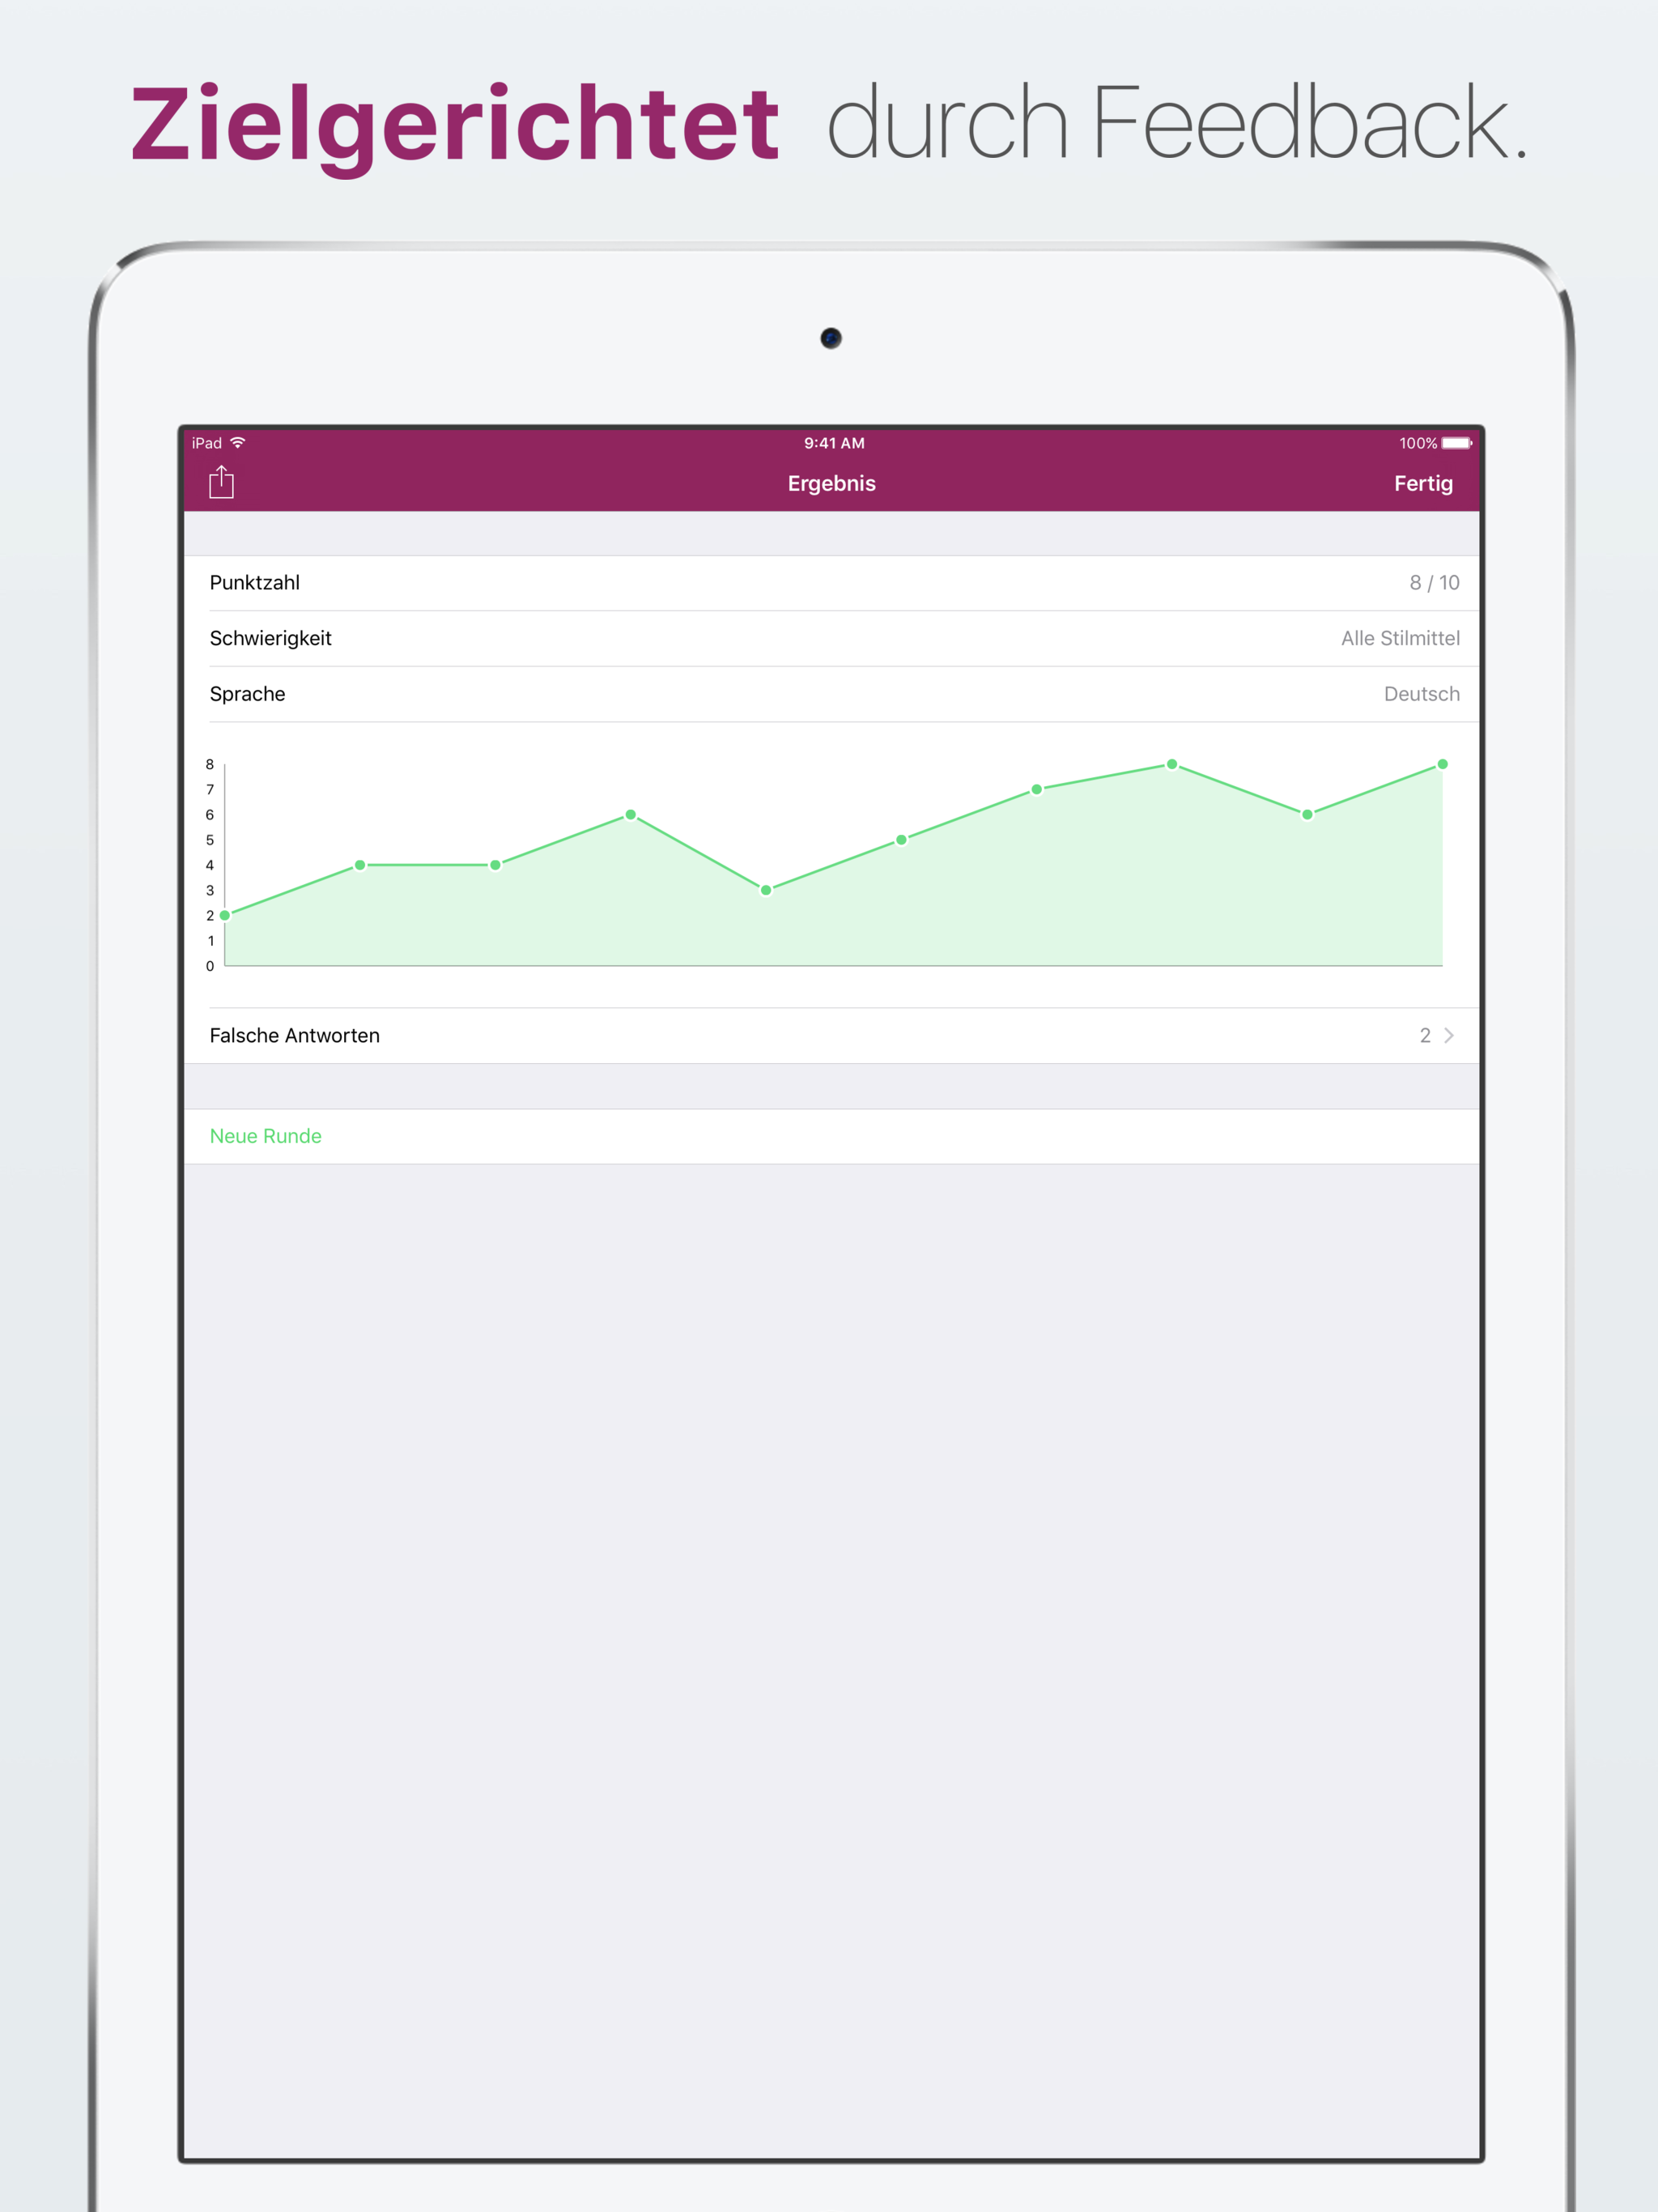 Zielgerichtet durch Feedback.
iPad 9:41 AM 100%
Ergebnis Fertig
Punktzahl 8 / 10
Schwierigkeit Alle Stilmittel
Sprache Deutsch
8
7
6
5
4
3
2
1
0
Falsche Antworten 2
Neue Runde